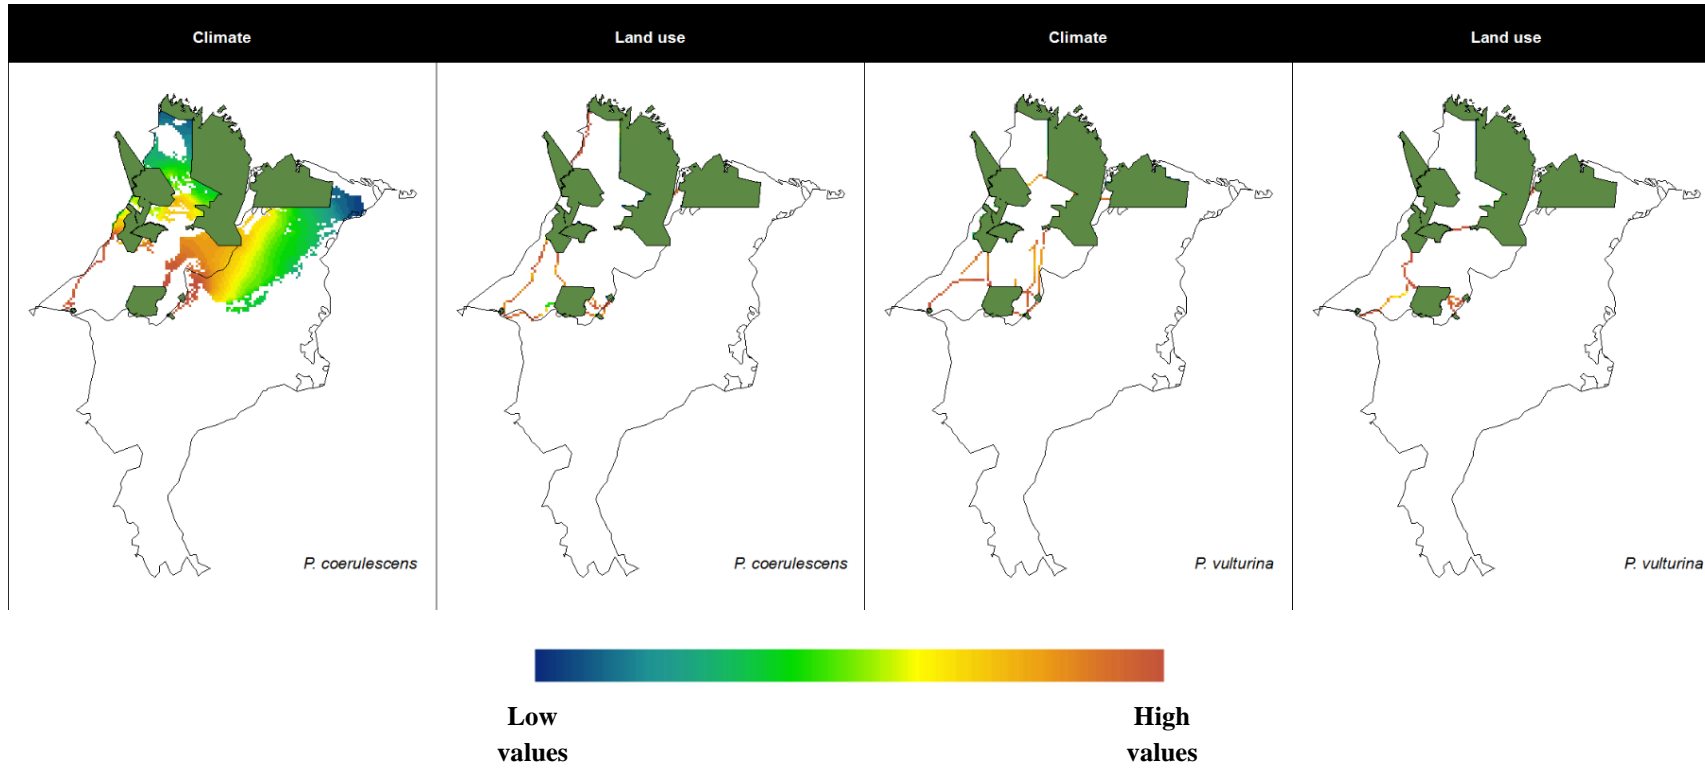 Climate
Land use
Climate
Land use
P. coerulescens
P. coerulescens
P. vulturina
P. vulturina
Low
values
High
values